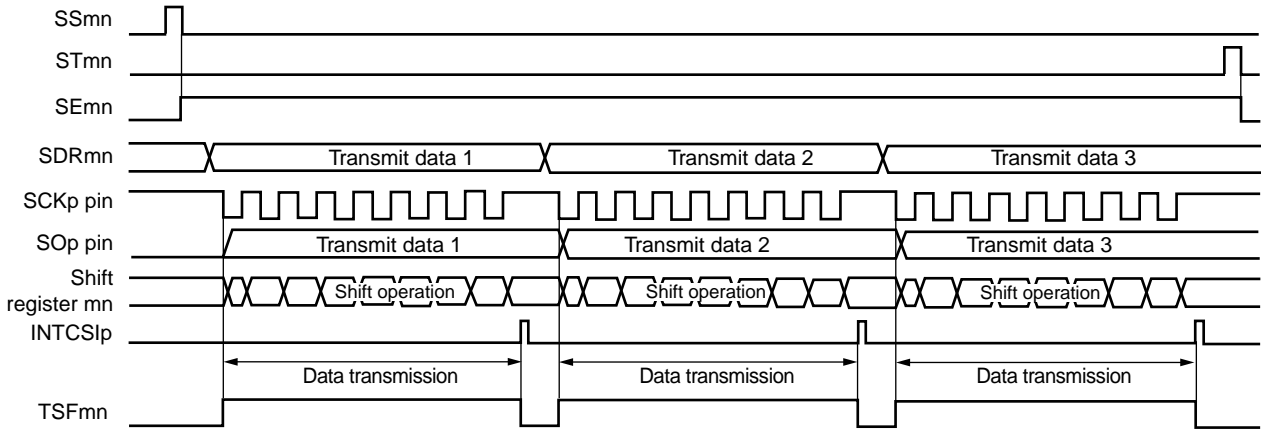 SSmn
STmn
SEmn
SDRmn Transmit data 1 Transmit data 2 Transmit data 3
SCKp pin
SOp pin Transmit data 1 Transmit data 2 Transmit data 3
Shift
register mn Shift operation Shift operation Shift operation
INTCSIp
Data transmission Data transmission Data transmission
TSFmn